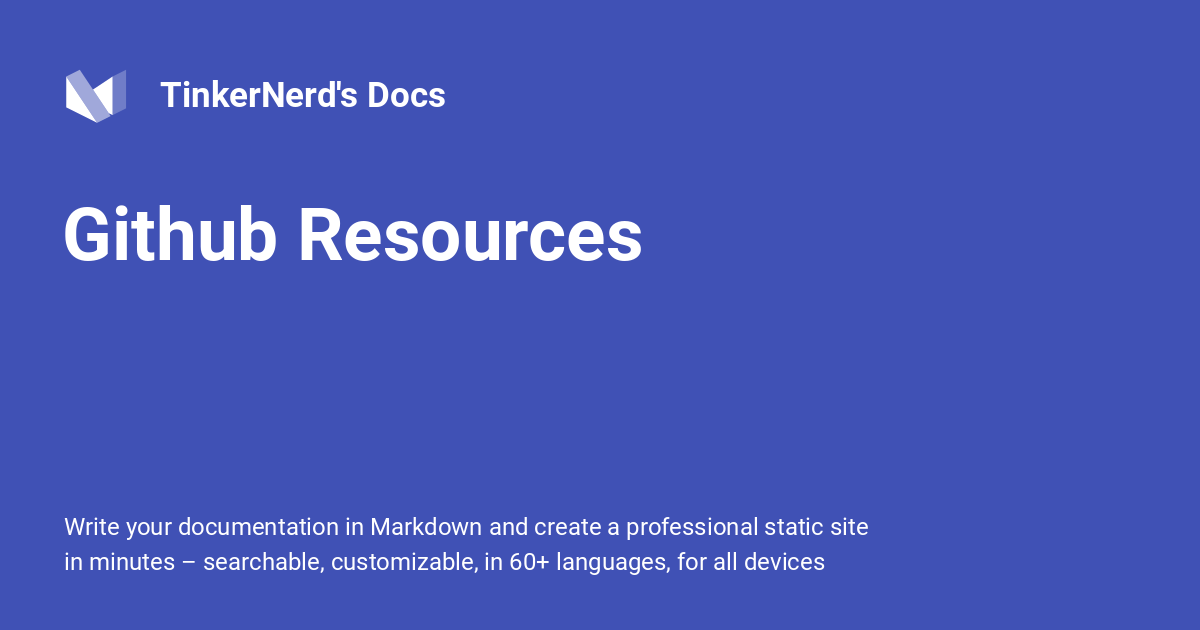 TinkerNerd's Docs
Github Resources
Write your documentation in Markdown and create a professional static site
in minutes – searchable, customizable, in 60+ languages, for all devices